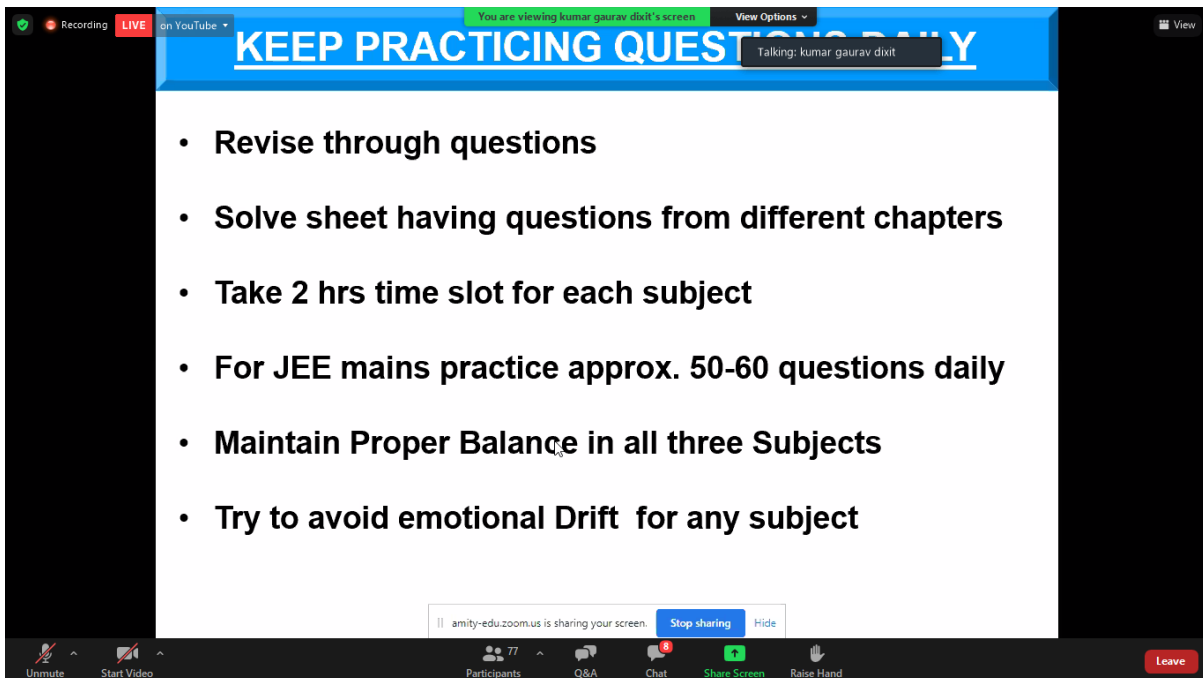 Recording LIVE on YouTube
You are viewing kumar gaurav dixit's screen View Options
View
KEEP PRACTICING QUEST Y
Talking: kumar gaurav dixit
• Revise through questions
• Solve sheet having questions from different chapters
• Take 2 hrs time slot for each subject
• For JEE mains practice approx. 50-60 questions daily
• Maintain Proper Balance in all three Subjects
• Try to avoid emotional Drift for any subject
amity-edu.zoom.us is sharing your screen. Stop sharing Hide
77 8
Unmute Start Video Participants Q&A Chat Share Screen Raise Hand Leave